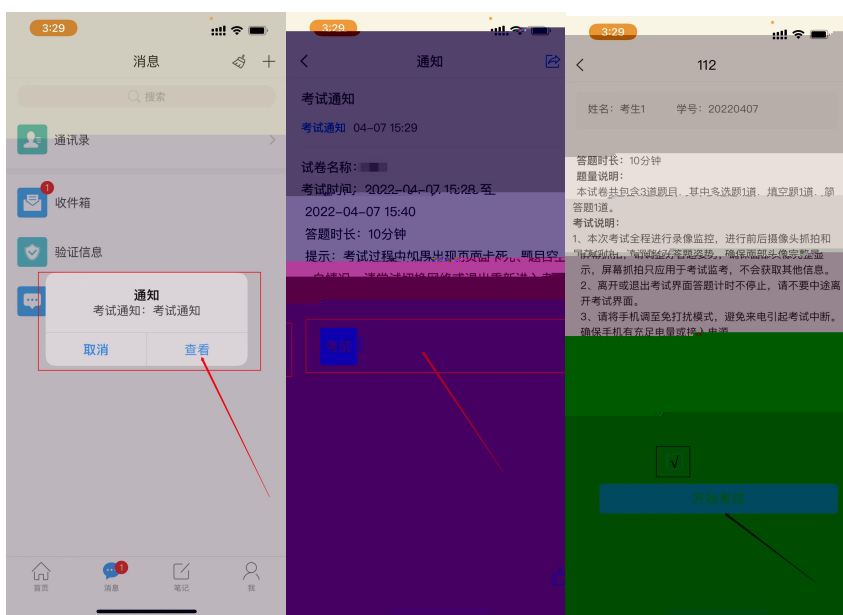 3:29
消息
搜索
通讯录
1
收件箱
验证信息
通知
考试通知：考试通知
取消
查看
首页
1
消息
笔记
我
3:29
通知
考试通知
考试通知 04-07 15:29
试卷名称：
考试时间：2022-04-07 15:28 至
2022-04-07 15:40
答题时长：10分钟
提示：考试过程中如果出现页面卡死、题目空
3:29
112
姓名：考生1 学号：20220407
答题时长：10分钟
题量说明：
本试卷共包含3道题目，其中多选题1道，填空题1道，简
答题1道。
考试说明：
1、本次考试全程进行录像监控，进行前后摄像头抓拍和
示，屏幕抓拍只应用于考试监考，不会获取其他信息。
2、离开或退出考试界面答题计时不停止，请不要中途离
开考试界面。
3、请将手机调至免打扰模式，避免来电引起考试中断。
确保手机有充足电量或接入电源
√